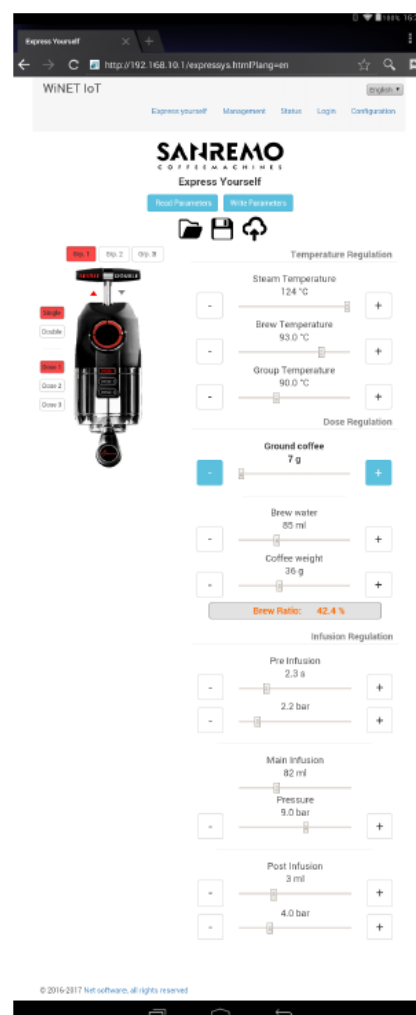 Express Yourself
http://192.168.10.1/expressys.html?lang=en
WiNET IoT
English
Express yourself Management Status Login Configuration
SANREMO
COFFEE MACHINES
Express Yourself
Read Parameters Write Parameters
Grp. 1 Grp. 2 Grp. 3
Temperature Regulation
Steam Temperature
124 °C
- +
Single
Double
Brew Temperature
93.0 °C
- +
Dose 1
Dose 2
Dose 3
Group Temperature
90.0 °C
- +
Dose Regulation
Ground coffee
7 g
- +
Brew water
85 ml
- +
Coffee weight
36 g
- +
Brew Ratio: 42.4 %
Infusion Regulation
Pre Infusion
2.3 s
- +
2.2 bar
- +
Main Infusion
82 ml
Pressure
9.0 bar
- +
Post Infusion
3 ml
- +
4.0 bar
- +
© 2016-2017 Net software, all rights reserved